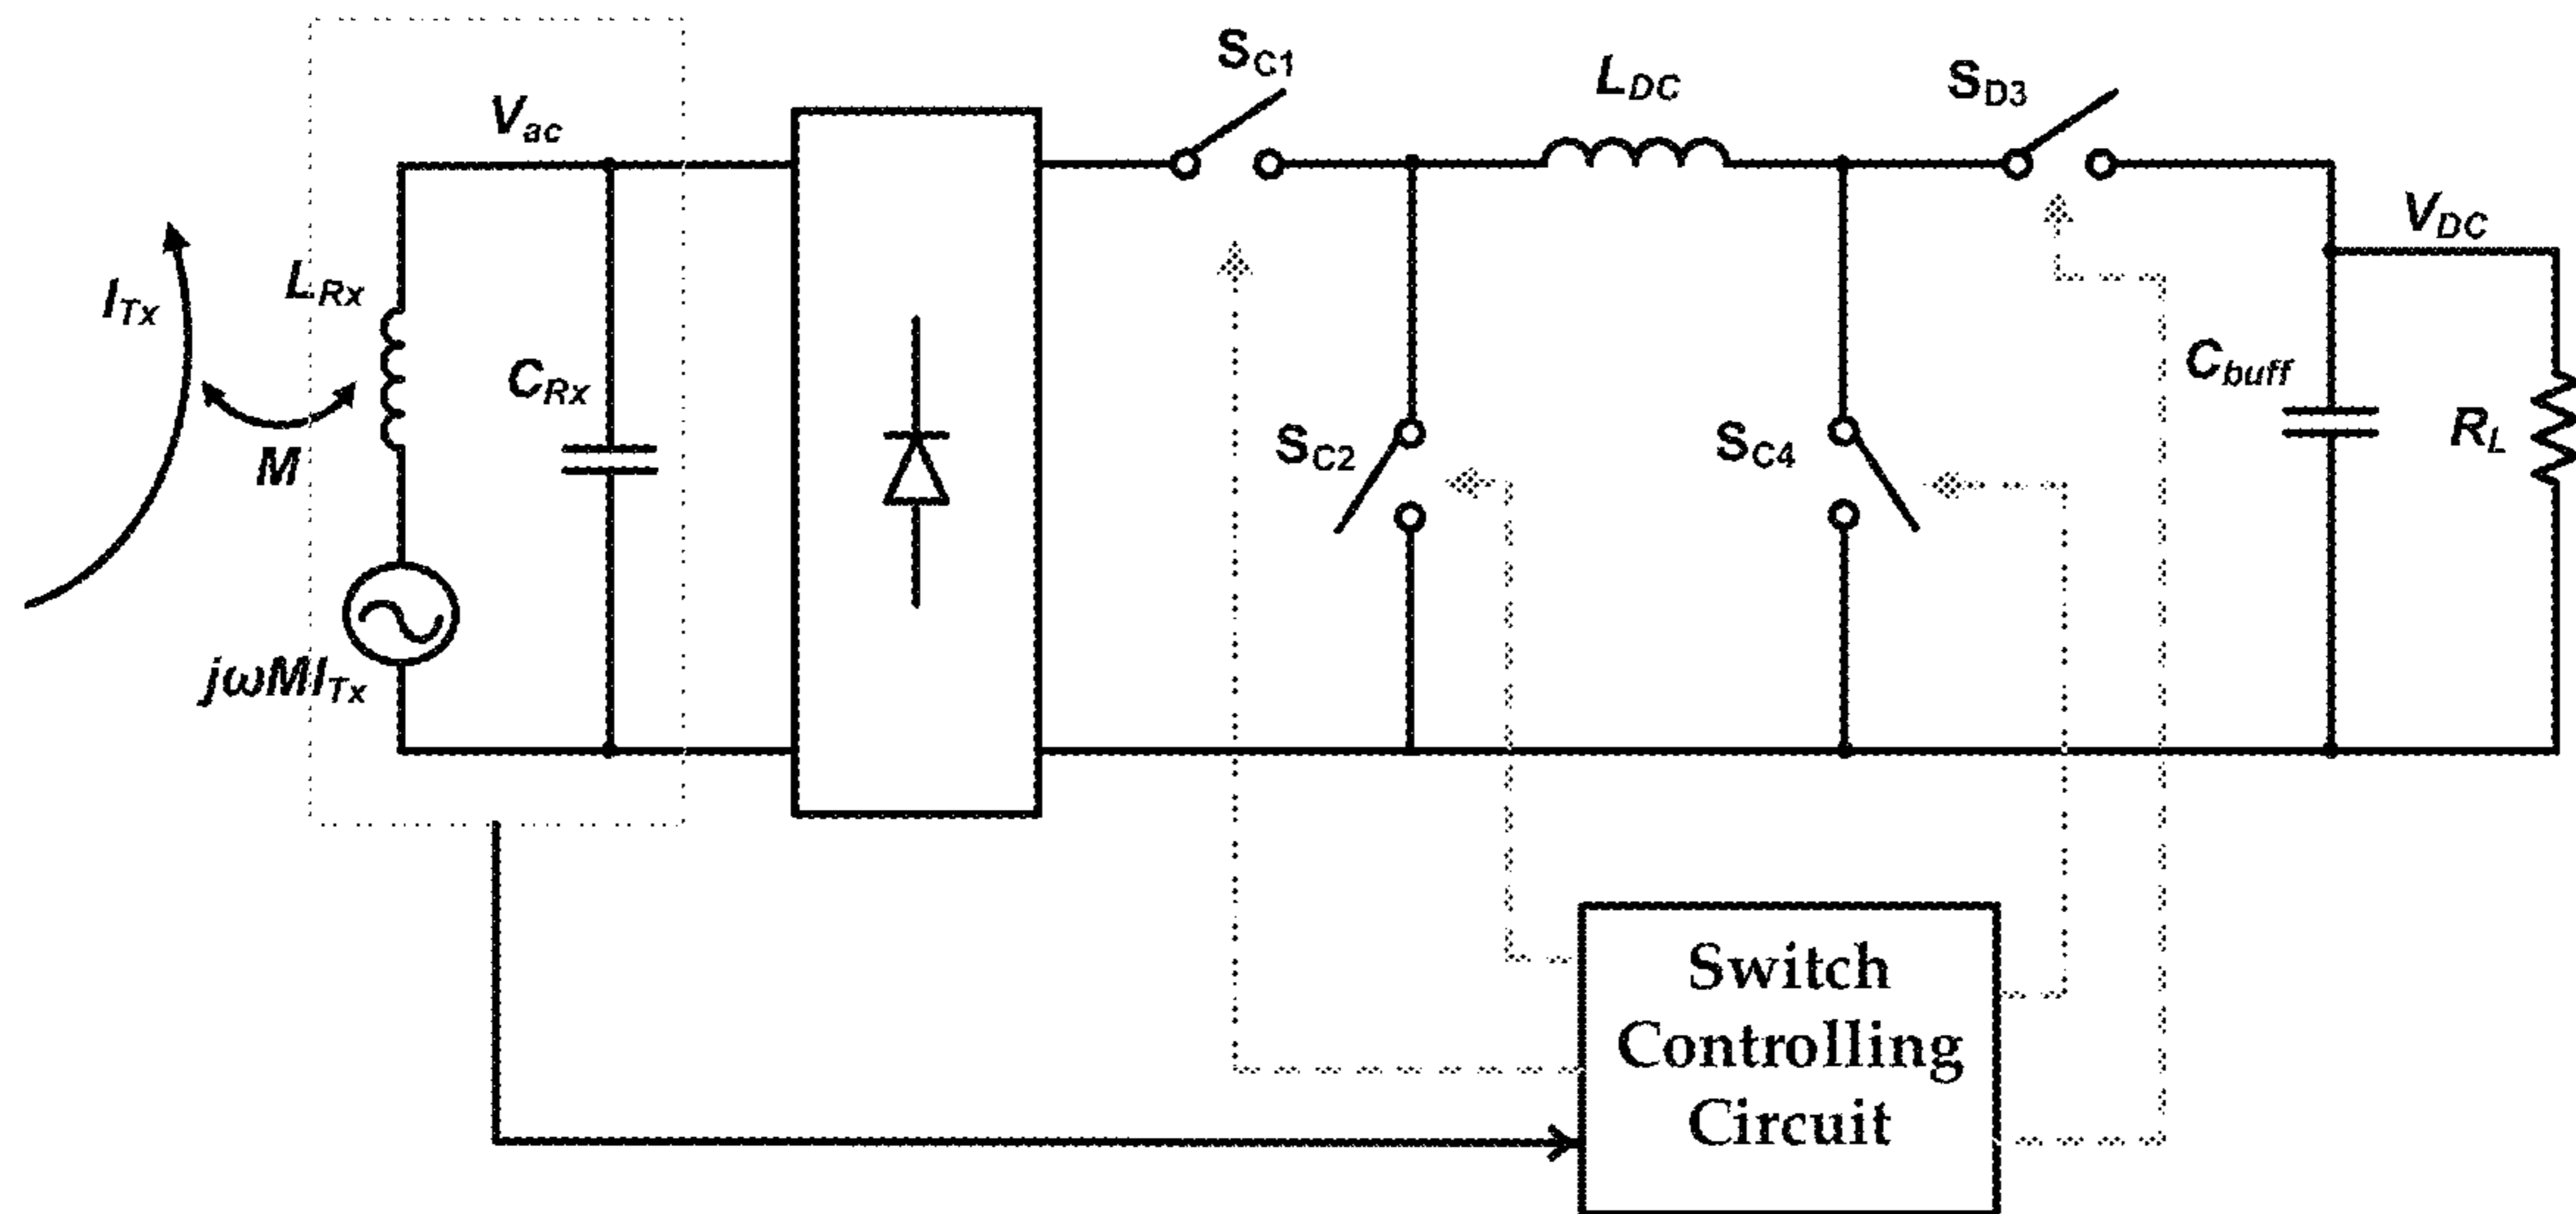 S_C1
L_DC
S_D3
V_ac
V_DC
I_Tx
L_Rx
C_Rx
C_buff
M
S_C2
S_C4
R_L
jωMI_Tx
Switch
Controlling
Circuit